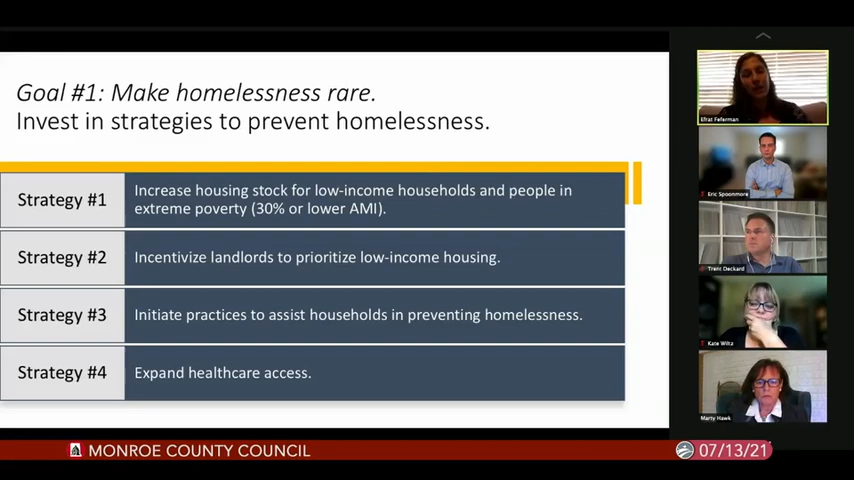 Goal #1: Make homelessness rare.
Invest in strategies to prevent homelessness.
Strategy #1
Increase housing stock for low-income households and people in
extreme poverty (30% or lower AMI).
Strategy #2
Incentivize landlords to prioritize low-income housing.
Strategy #3
Initiate practices to assist households in preventing homelessness.
Strategy #4
Expand healthcare access.
Efrat Feferman
Eric Spoonmore
Trent Deckard
Kate Wiltz
Marty Hawk
MONROE COUNTY COUNCIL
07/13/21